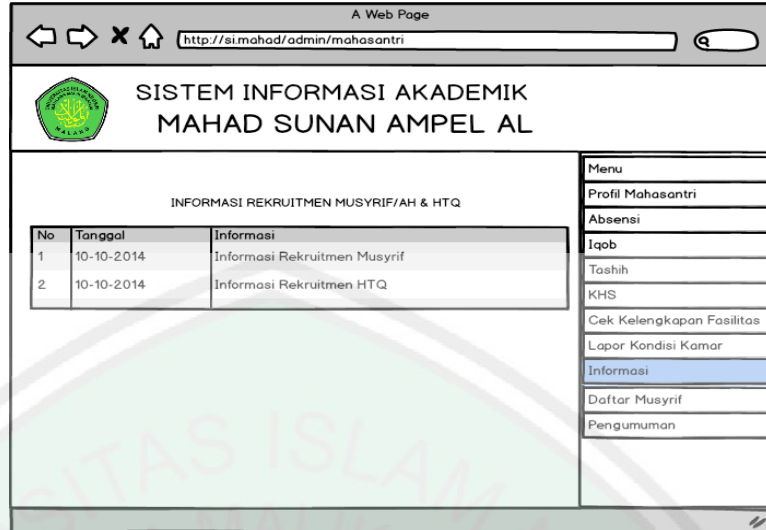 A Web Page
http://si.mahad/admin/mahasantri
SISTEM INFORMASI AKADEMIK
MAHAD SUNAN AMPEL AL
INFORMASI REKRUITMEN MUSYRIF/AH & HTQ
No Tanggal Informasi
1 10-10-2014 Informasi Rekruitmen Musyrif
2 10-10-2014 Informasi Rekruitmen HTQ
Menu
Profil Mahasantri
Absensi
Iqob
Tashih
KHS
Cek Kelengkapan Fasilitas
Lapor Kondisi Kamar
Informasi
Daftar Musyrif
Pengumuman
SITAS ISLAM